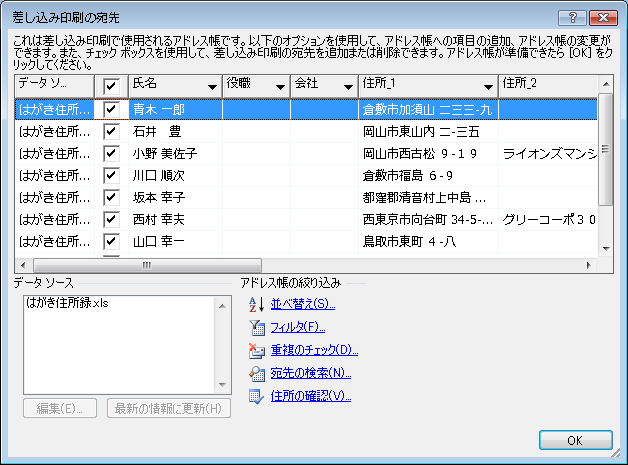 差し込み印刷の宛先
これは差し込み印刷で使用されるアドレス帳です。以下のオプションを使用して、アドレス帳への項目の追加、アドレス帳の変更が
できます。また、チェック ボックスを使用して、差し込み印刷の宛先を追加または削除できます。アドレス帳が準備できたら [OK] をク
リックしてください。
データ ソ... 氏名 役職 会社 住所_1 住所_2
はがき住所... 青木 一郎 倉敷市加須山 二三三-九
はがき住所... 石井　豊 岡山市東山内 二-三五
はがき住所... 小野 美佐子 岡山市西古松 9-19 ライオンズマンシ
はがき住所... 川口 順次 倉敷市福島 6-9
はがき住所... 坂本 幸子 都窪郡清音村上中島 ...
はがき住所... 西村 幸夫 西東京市向台町 34-5-... グリーコーポ30
はがき住所... 山口 幸一 鳥取市東町 4-八
データ ソース
はがき住所録.xls
編集(E)...
最新の情報に更新(H)
アドレス帳の絞り込み
並べ替え(S)...
フィルタ(F)...
重複のチェック(D)...
宛先の検索(N)...
住所の確認(V)...
OK